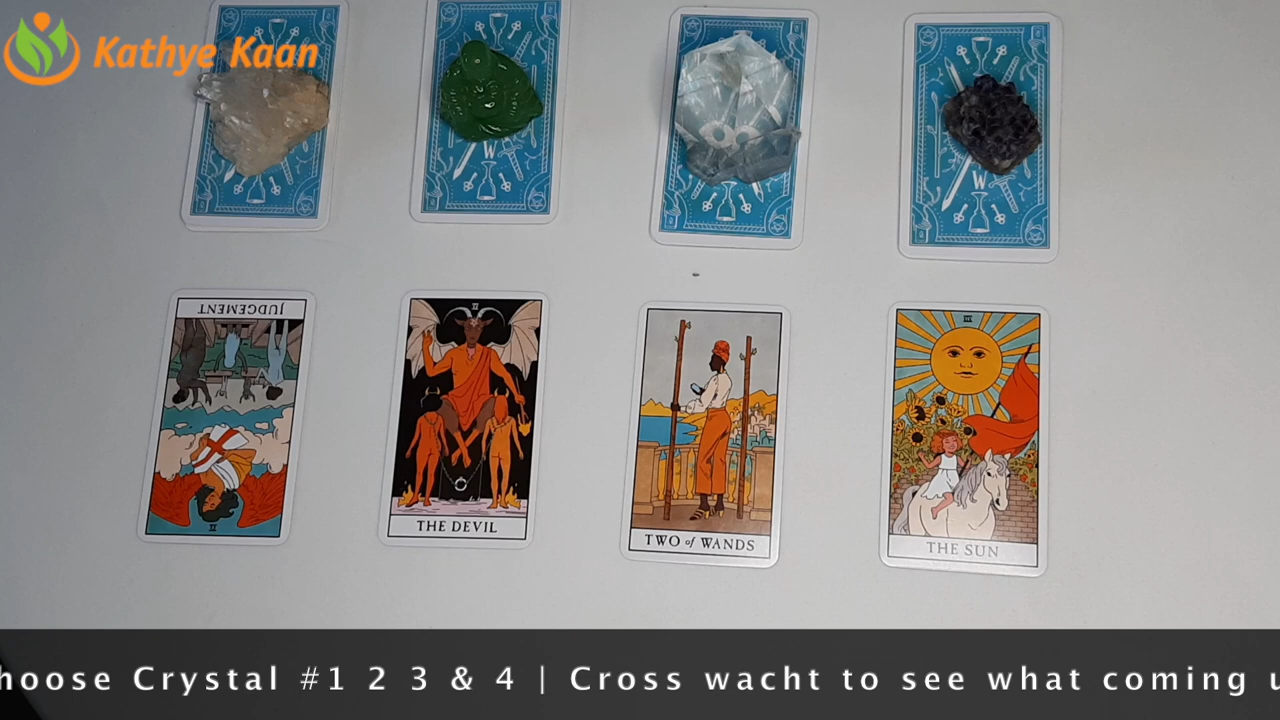 Kathye Kaan
W
W
JUDGEMENT
THE DEVIL
TWO of WANDS
THE SUN
hoose Crystal #1 2 3 & 4 | Cross wacht to see what coming u